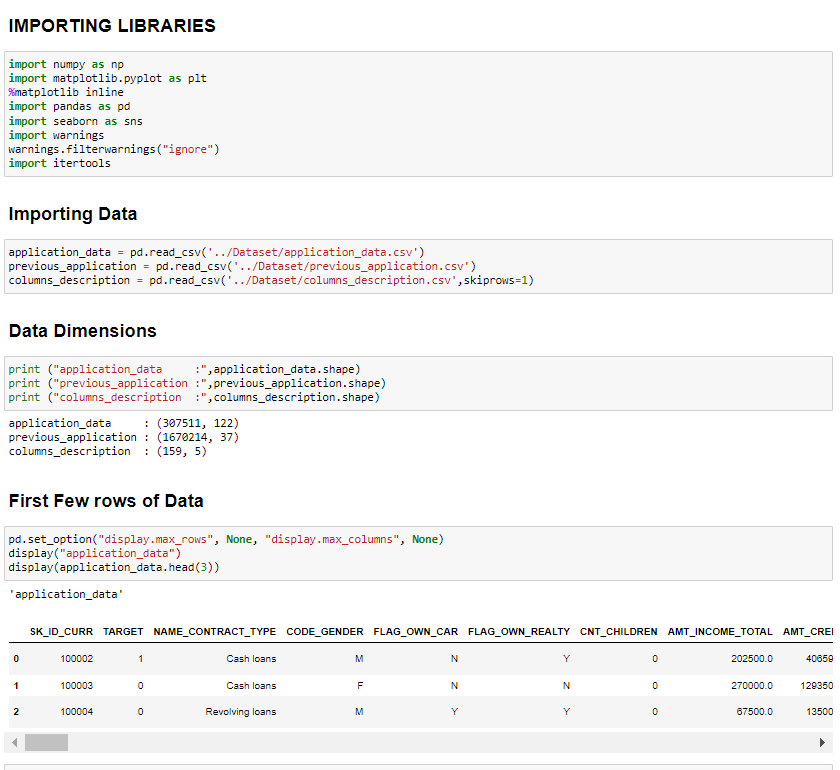 IMPORTING LIBRARIES
import numpy as np
import matplotlib.pyplot as plt
%matplotlib inline
import pandas as pd
import seaborn as sns
import warnings
warnings.filterwarnings("ignore")
import itertools
Importing Data
application_data = pd.read_csv('../Dataset/application_data.csv')
previous_application = pd.read_csv('../Dataset/previous_application.csv')
columns_description = pd.read_csv('../Dataset/columns_description.csv',skiprows=1)
Data Dimensions
print ("application_data     :",application_data.shape)
print ("previous_application :",previous_application.shape)
print ("columns_description  :",columns_description.shape)
application_data     : (307511, 122)
previous_application : (1670214, 37)
columns_description  : (159, 5)
First Few rows of Data
pd.set_option("display.max_rows", None, "display.max_columns", None)
display("application_data")
display(application_data.head(3))
'application_data'
SK_ID_CURR TARGET NAME_CONTRACT_TYPE CODE_GENDER FLAG_OWN_CAR FLAG_OWN_REALTY CNT_CHILDREN AMT_INCOME_TOTAL AMT_CREI
0 100002 1 Cash loans M N Y 0 202500.0 40659
1 100003 0 Cash loans F N N 0 270000.0 129350
2 100004 0 Revolving loans M Y Y 0 67500.0 13500